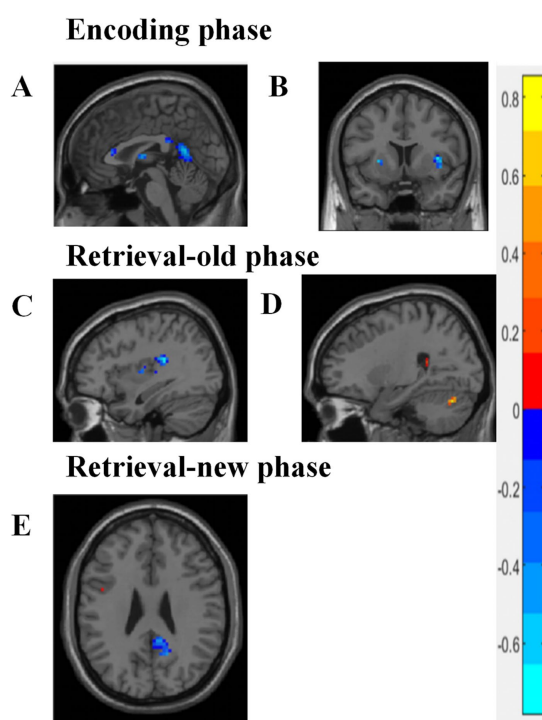 Encoding phase
A
B
Retrieval-old phase
C
D
Retrieval-new phase
E
0.8
0.6
0.4
0.2
0
-0.2
-0.4
-0.6